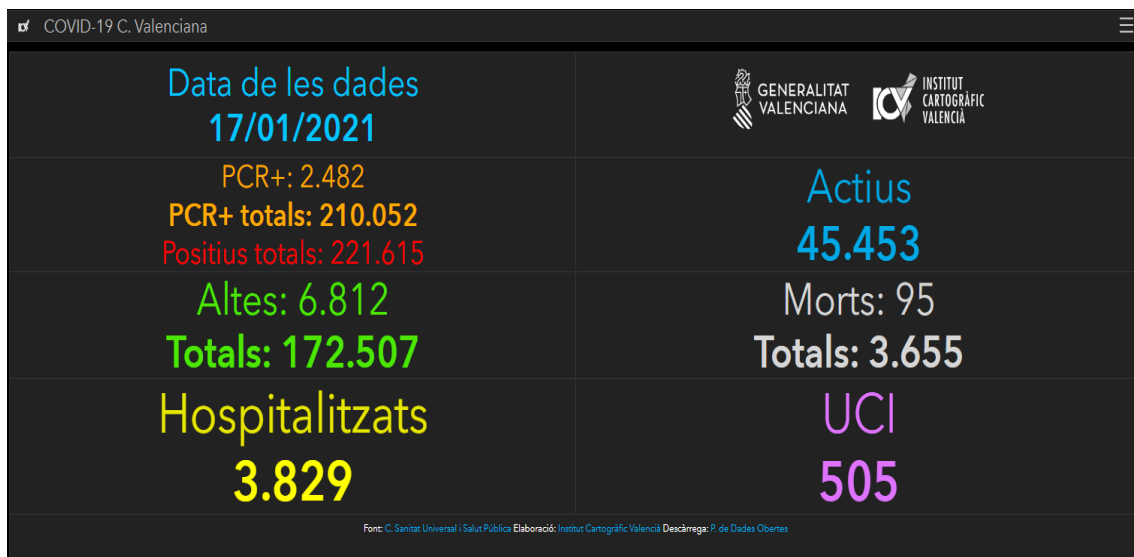 COVID-19 C. Valenciana
Data de les dades
17/01/2021
GENERALITAT
VALENCIANA
ICV
INSTITUT
CARTOGRÀFIC
VALENCIÀ
PCR+: 2.482
PCR+ totals: 210.052
Positius totals: 221.615
Actius
45.453
Altes: 6.812
Totals: 172.507
Morts: 95
Totals: 3.655
Hospitalitzats
3.829
UCI
505
Font: C. Sanitat Universal i Salut Pública Elaboració: Institut Cartogràfic Valencià Descàrrega: P. de Dades Obertes